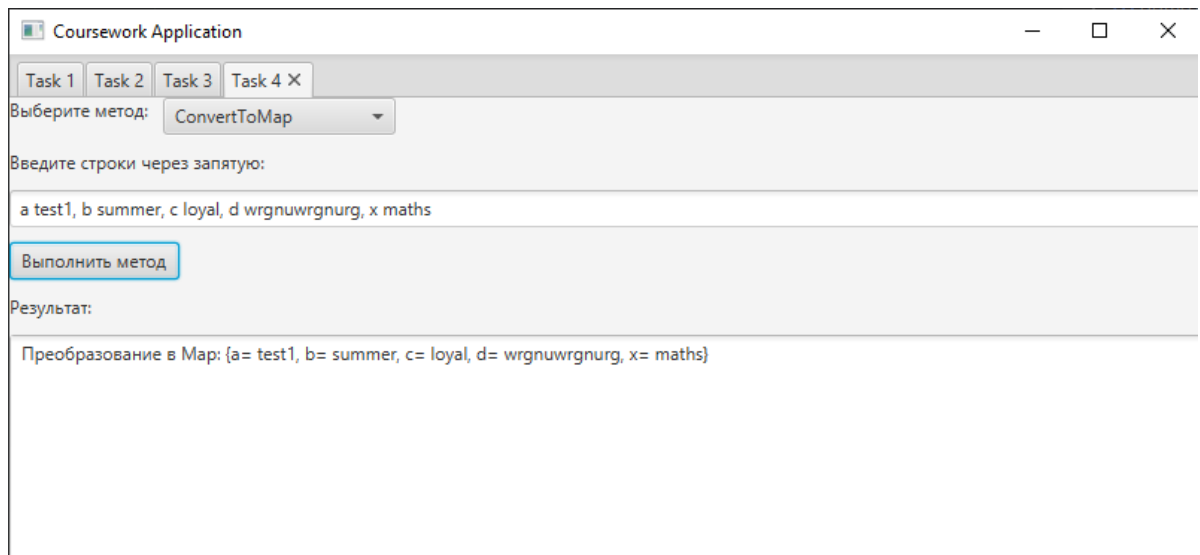 Coursework Application
Task 1 Task 2 Task 3 Task 4
Выберите метод: ConvertToMap
Введите строки через запятую:
a test1, b summer, c loyal, d wrgnuwrgnurg, x maths
Выполнить метод
Результат:
Преобразование в Map: {a= test1, b= summer, c= loyal, d= wrgnuwrgnurg, x= maths}